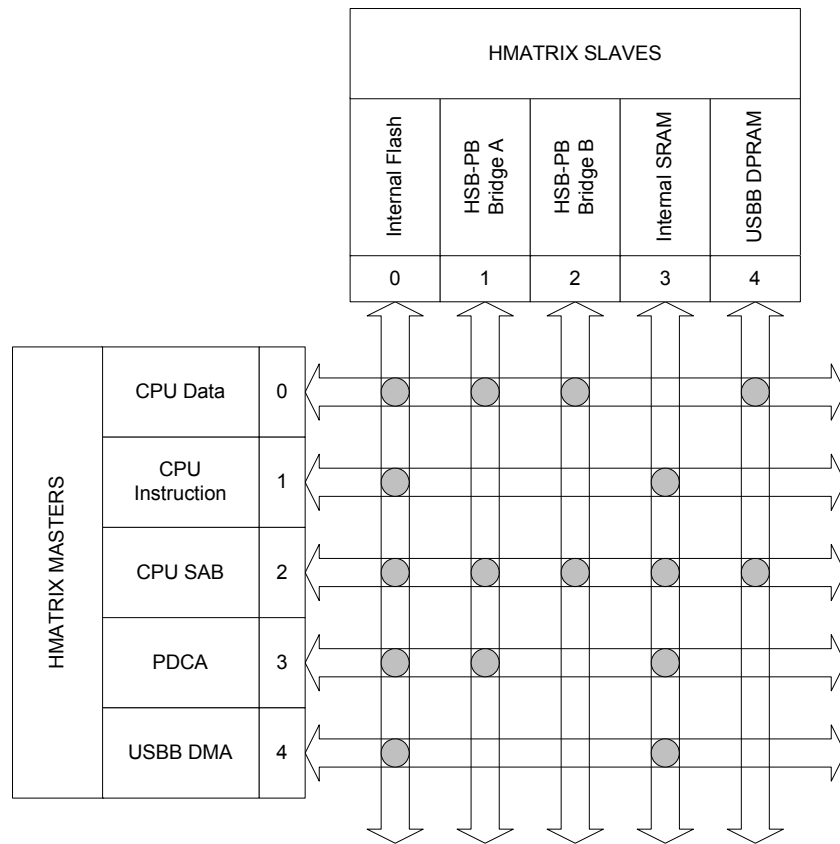 HMATRIX SLAVES
Internal Flash
HSB-PB
Bridge A
HSB-PB
Bridge B
Internal SRAM
USBB DPRAM
0
1
2
3
4
HMATRIX MASTERS
CPU Data
0
CPU
Instruction
1
CPU SAB
2
PDCA
3
USBB DMA
4